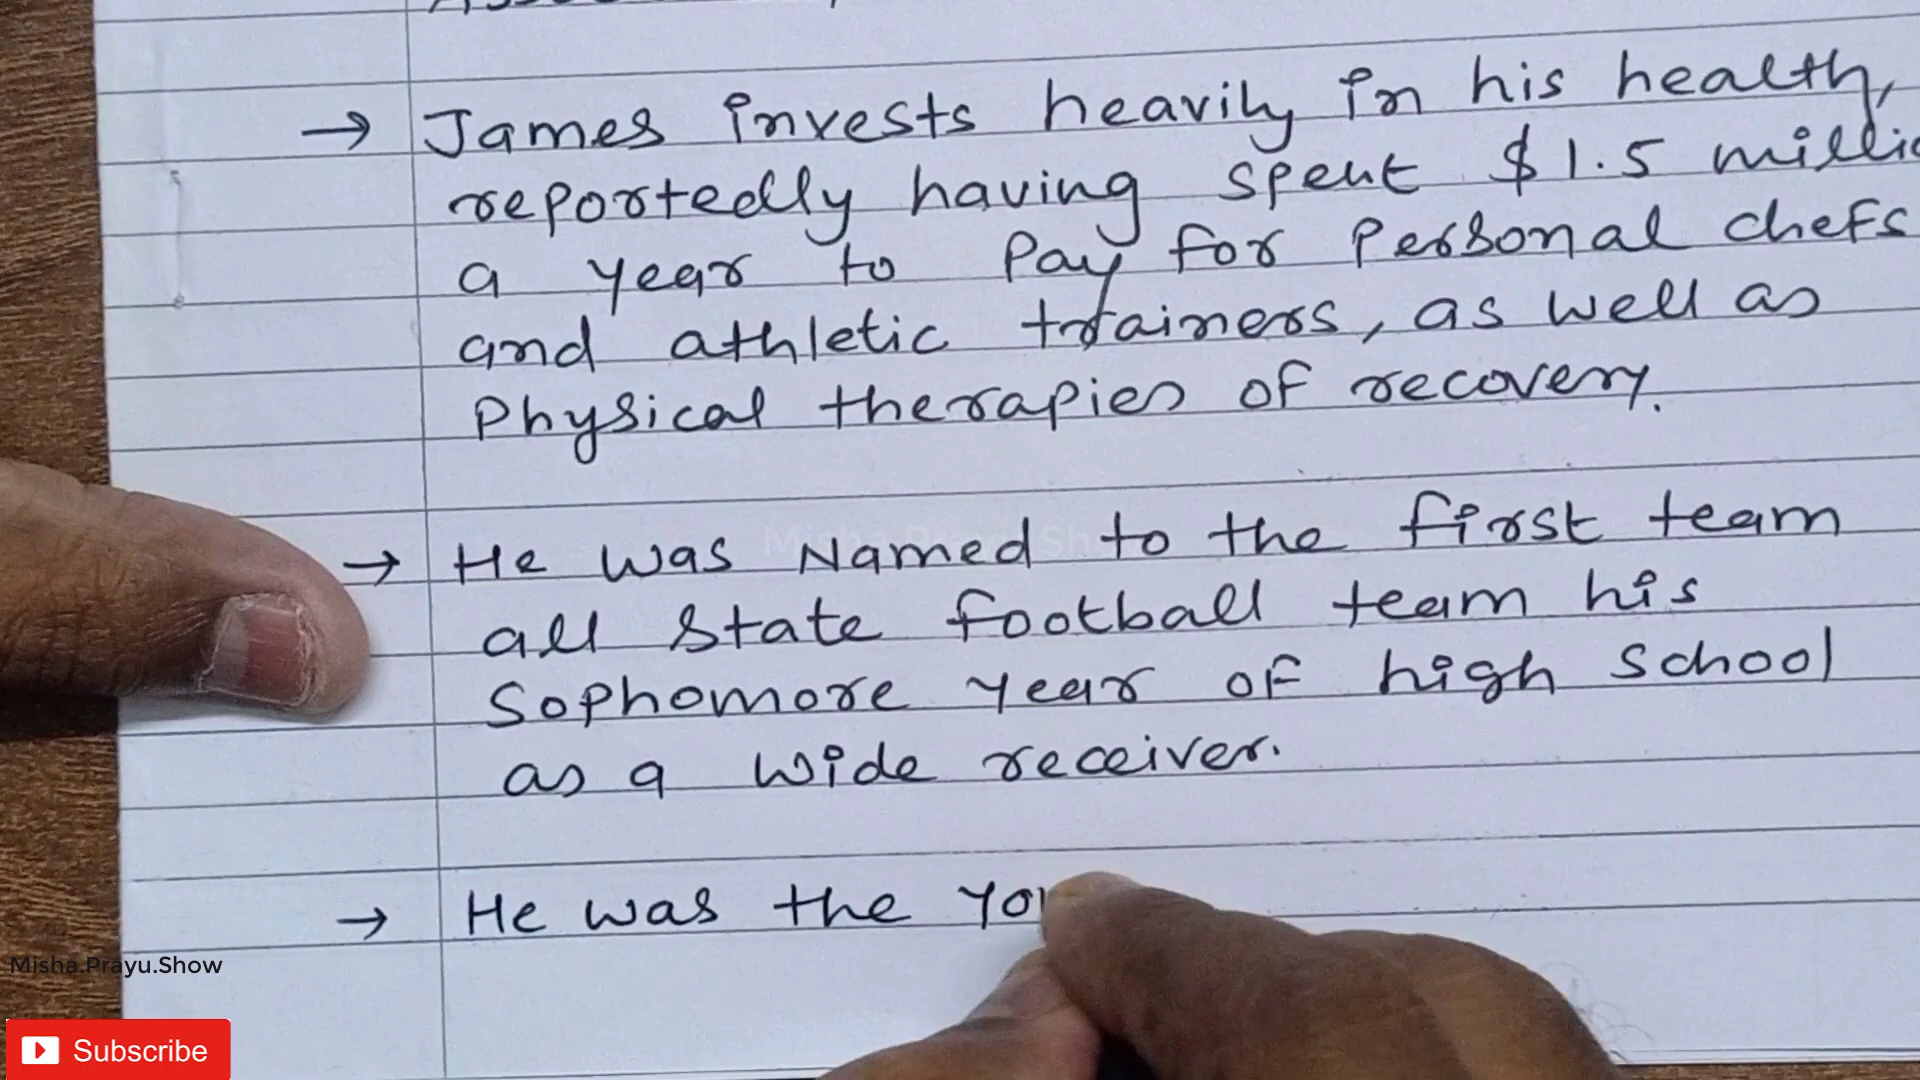 → James invests heavily in his health,
reportedly having spent $1.5
a year to Pay for Personal chefs
and athletic trainers, as well as
Physical therapies of recovery.
→ He was Named to the first team
all State football team his
Sophomore year of high school
as a wide receiver.
→ He was the
Misha.Prayu.Show
Subscribe